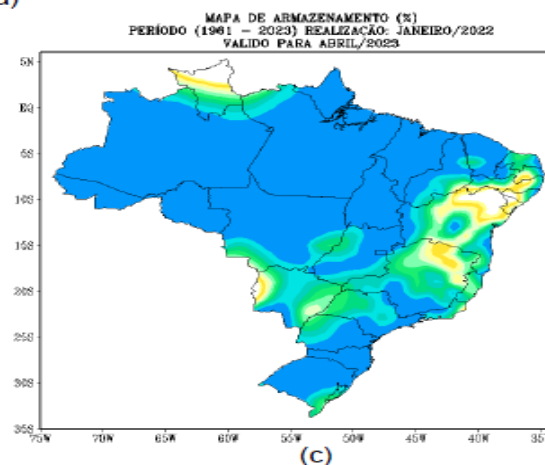 MAPA DE ARMAZENAMENTO (%)
PERÍODO (1961 – 2023) REALIZAÇÃO: JANEIRO/2022
VALIDO PARA ABRIL/2023
5N
EQ
5S
10S
15S
20S
25S
30S
35S
75W 70W 65W 60W 55W 50W 45W 40W
(c)